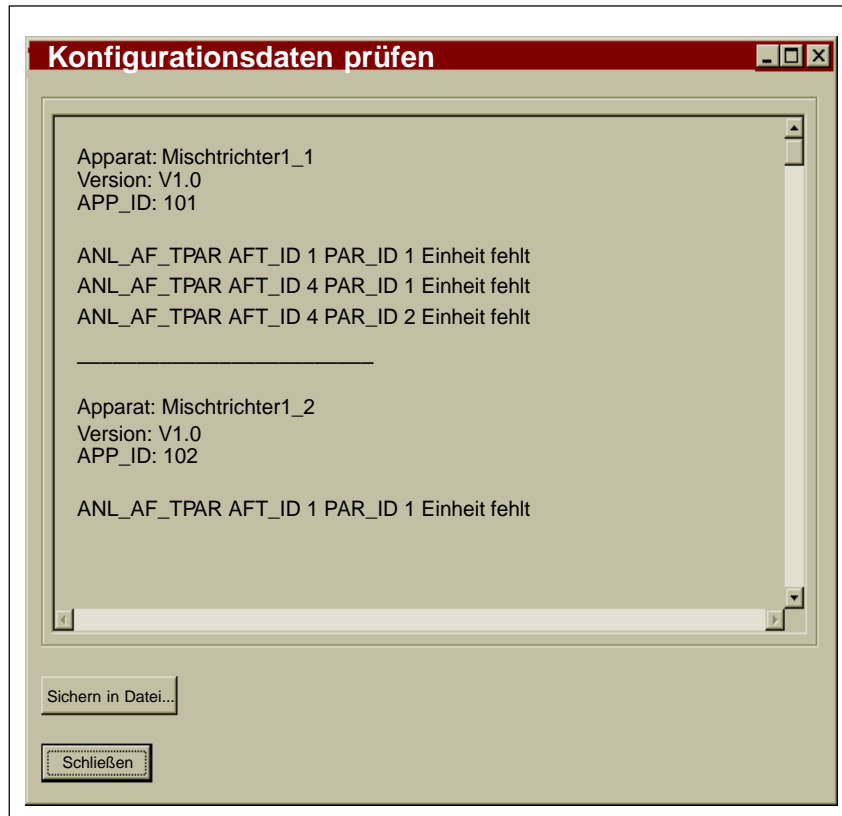 Konfigurationsdaten prüfen
Apparat: Mischtrichter1_1
Version: V1.0
APP_ID: 101
ANL_AF_TPAR AFT_ID 1 PAR_ID 1 Einheit fehlt
ANL_AF_TPAR AFT_ID 4 PAR_ID 1 Einheit fehlt
ANL_AF_TPAR AFT_ID 4 PAR_ID 2 Einheit fehlt
___________________________
Apparat: Mischtrichter1_2
Version: V1.0
APP_ID: 102
ANL_AF_TPAR AFT_ID 1 PAR_ID 1 Einheit fehlt
Sichern in Datei...
Schließen